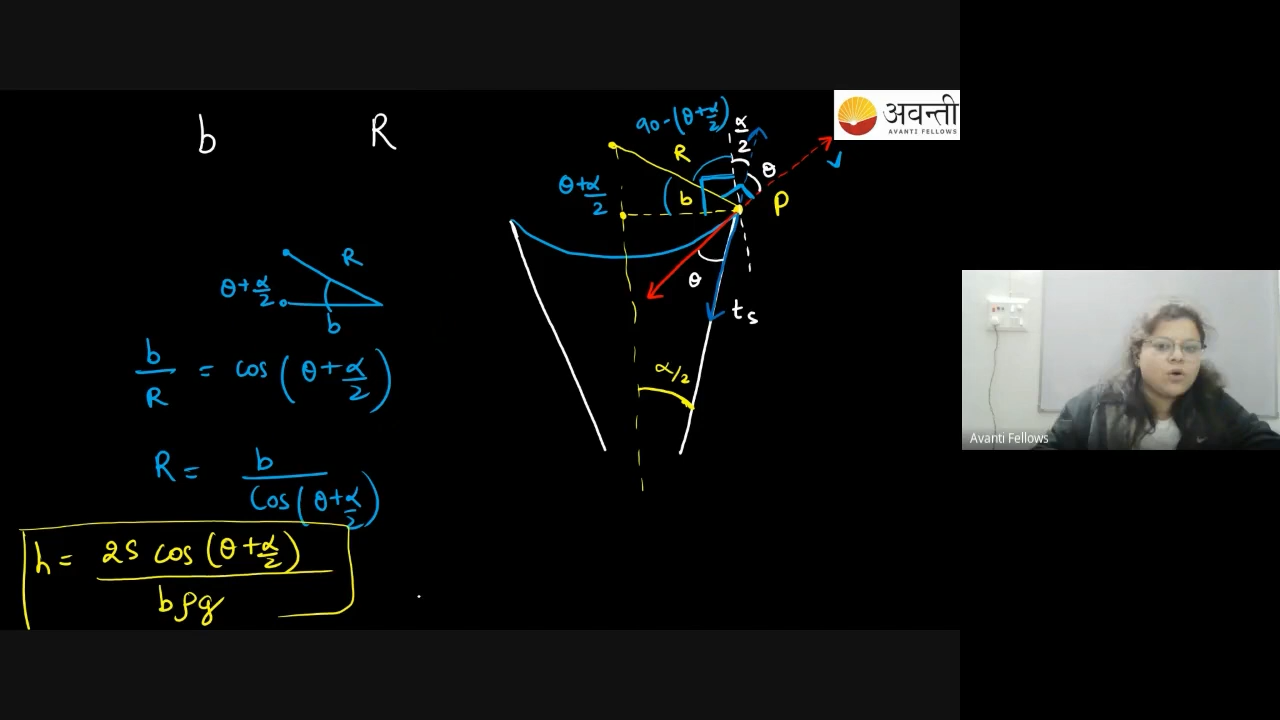 b R
90-(θ+α/2)
α/2
अवन्ती
AVANTI FELLOWS
R
θ
θ+α/2
b
P
R
θ+α/2
b
θ
ts
b/R = cos(θ+α/2)
α/2
Avanti Fellows
R = b/Cos(θ+α/2)
h = 2S cos(θ+α/2)/bρg